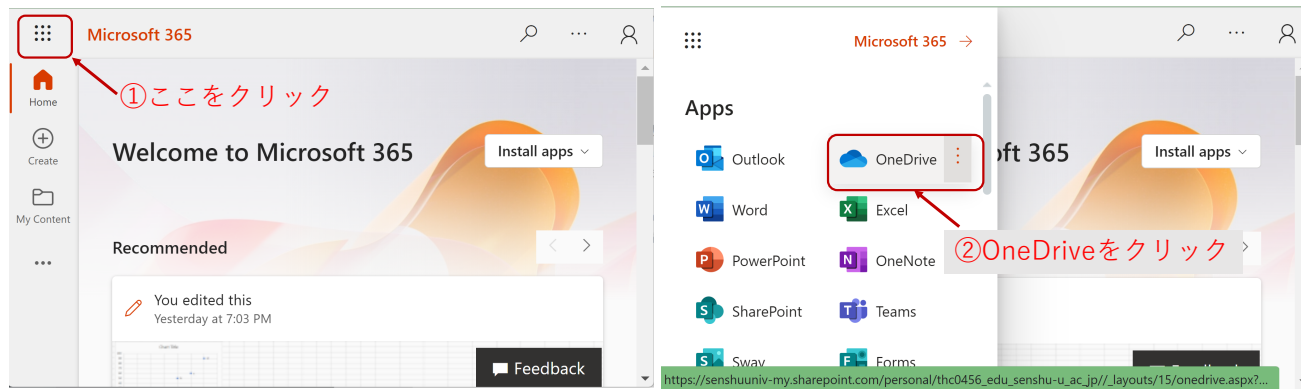 Microsoft 365
①ここをクリック
Home
Create
My Content
Welcome to Microsoft 365
Install apps
Recommended
You edited this
Yesterday at 7:03 PM
Chart Title
Feedback
Microsoft 365 →
Apps
Outlook
OneDrive
ft 365
Install apps
Word
Excel
②OneDriveをクリック
PowerPoint
OneNote
SharePoint
Teams
Sway
Forms
https://senshuuniv-my.sharepoint.com/personal/thc0456_edu_senshu-u_ac_jp//_layouts/15/onedrive.aspx?...